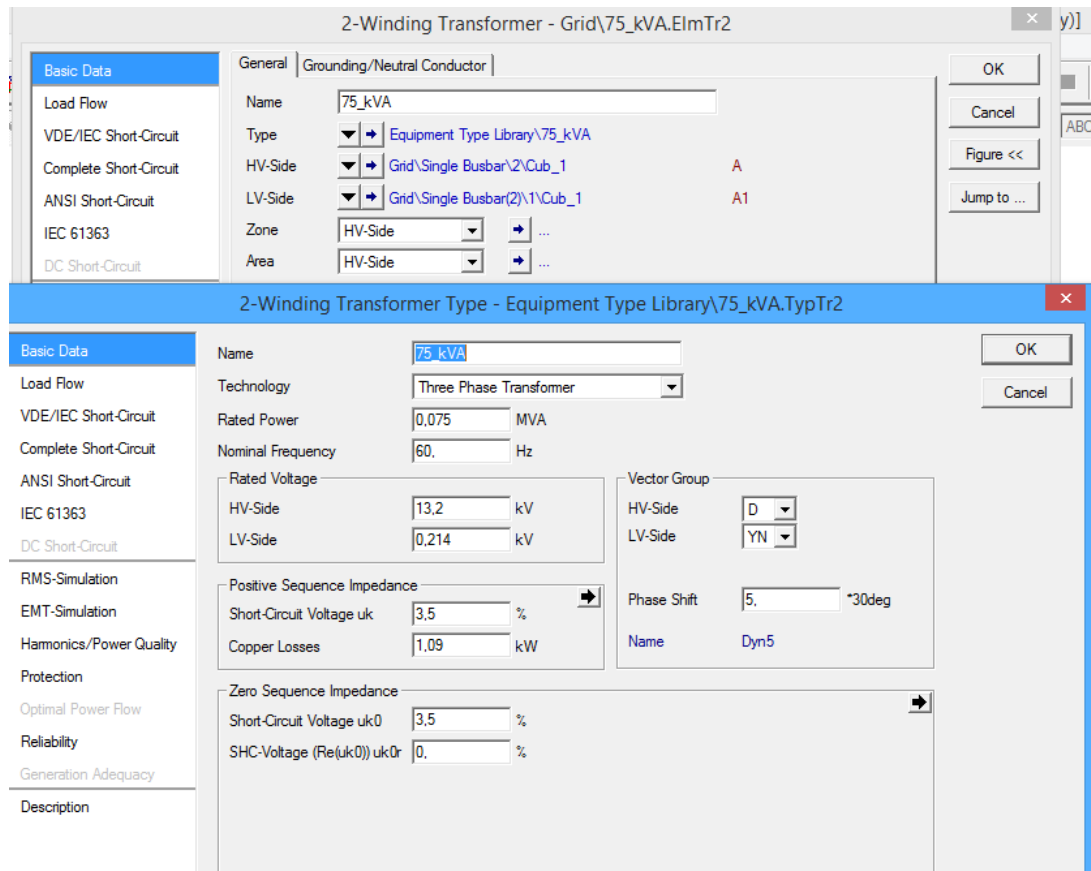 2-Winding Transformer - Grid\75_kVA.ElmTr2
y)]
Basic Data
Load Flow
VDE/IEC Short-Circuit
Complete Short-Circuit
ANSI Short-Circuit
IEC 61363
DC Short-Circuit
General Grounding/Neutral Conductor
Name 75_kVA
Type Equipment Type Library\75_kVA
HV-Side Grid\Single Busbar\2\Cub_1 A
LV-Side Grid\Single Busbar(2)\1\Cub_1 A1
Zone HV-Side ...
Area HV-Side ...
OK
Cancel
Figure <<
Jump to ...
ABC
2-Winding Transformer Type - Equipment Type Library\75_kVA.TypTr2
Basic Data
Load Flow
VDE/IEC Short-Circuit
Complete Short-Circuit
ANSI Short-Circuit
IEC 61363
DC Short-Circuit
RMS-Simulation
EMT-Simulation
Harmonics/Power Quality
Protection
Optimal Power Flow
Reliability
Generation Adequacy
Description
Name 75_kVA
Technology Three Phase Transformer
Rated Power 0,075 MVA
Nominal Frequency 60, Hz
Rated Voltage
HV-Side 13,2 kV
LV-Side 0,214 kV
Vector Group
HV-Side D
LV-Side YN
Phase Shift 5, *30deg
Name Dyn5
Positive Sequence Impedance
Short-Circuit Voltage uk 3,5 %
Copper Losses 1,09 kW
Zero Sequence Impedance
Short-Circuit Voltage uk0 3,5 %
SHC-Voltage (Re(uk0)) uk0r 0, %
OK
Cancel